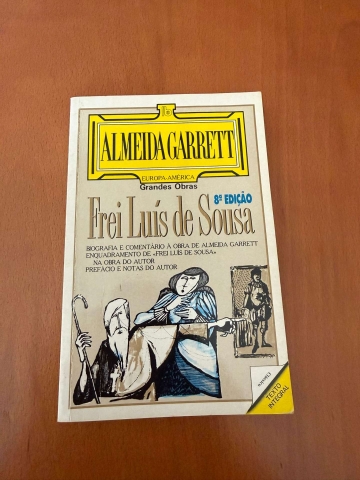 ALMEIDA GARRETT
EUROPA-AMÉRICA
Grandes Obras
8ª EDIÇÃO
Frei Luís de Sousa
BIOGRAFIA E COMENTÁRIO À OBRA DE ALMEIDA GARRETT
ENQUADRAMENTO DE «FREI LUÍS DE SOUSA»
NA OBRA DO AUTOR
PREFÁCIO E NOTAS DO AUTOR
TEXTO
INTEGRAL